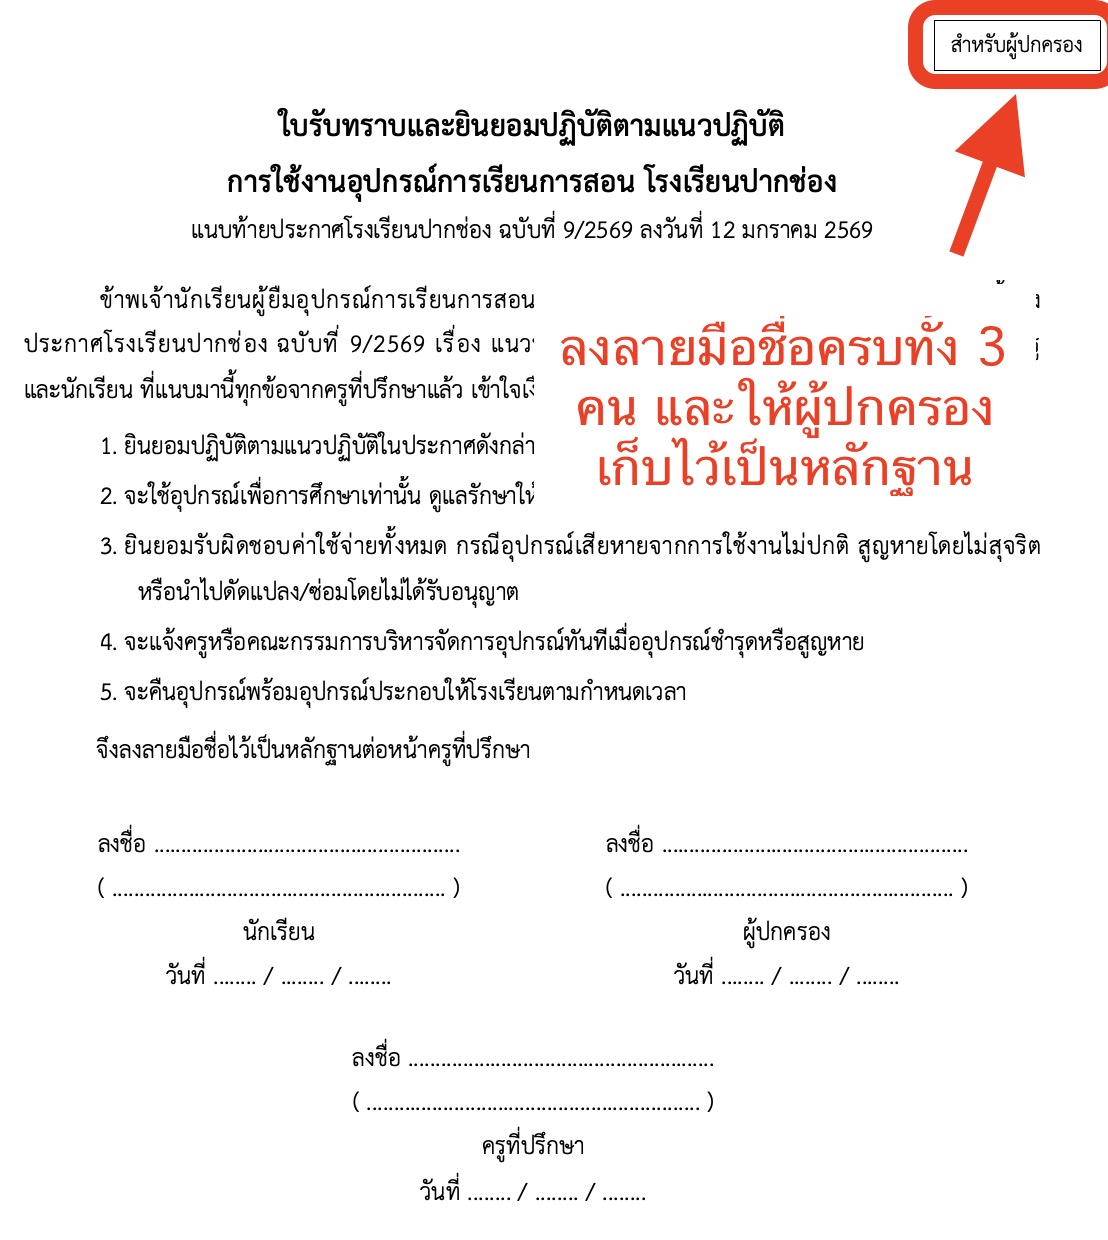 สำหรับผู้ปกครอง
ใบรับทราบและยินยอมปฏิบัติตามแนวปฏิบัติ
การใช้งานอุปกรณ์การเรียนการสอน โรงเรียนปากช่อง
แนบท้ายประกาศโรงเรียนปากช่อง ฉบับที่ 9/2569 ลงวันที่ 12 มกราคม 2569
ข้าพเจ้านักเรียนผู้ยืมอุปกรณ์การเรียนการสอน
ประกาศโรงเรียนปากช่อง ฉบับที่ 9/2569 เรื่อง
และนักเรียน ที่แนบมานี้ทุกข้อจากครูที่ปรึกษาแล้ว
ลงลายมือชื่อครบทั้ง 3
คน และให้ผู้ปกครอง
เก็บไว้เป็นหลักฐาน
1. ยินยอมปฏิบัติตามแนวปฏิบัติในประกาศ
2. จะใช้อุปกรณ์เพื่อการศึกษาเท่านั้น ดูแลรักษา
3. ยินยอมรับผิดชอบค่าใช้จ่ายทั้งหมด กรณีอุปกรณ์เสียหายจากการใช้งานไม่ปกติ สูญหายโดยไม่สุจริต
หรือนำไปดัดแปลง/ซ่อมโดยไม่ได้รับอนุญาต
4. จะแจ้งครูหรือคณะกรรมการบริหารจัดการอุปกรณ์ทันทีเมื่ออุปกรณ์ชำรุดหรือสูญหาย
5. จะคืนอุปกรณ์พร้อมอุปกรณ์ประกอบให้โรงเรียนตามกำหนดเวลา
จึงลงลายมือชื่อไว้เป็นหลักฐานต่อหน้าครูที่ปรึกษา
ลงชื่อ ........................................................ ลงชื่อ ........................................................
( ............................................................. ) ( ............................................................. )
นักเรียน ผู้ปกครอง
วันที่ ........ / ........ / ........ วันที่ ........ / ........ / ........
ลงชื่อ ........................................................
( ............................................................. )
ครูที่ปรึกษา
วันที่ ........ / ........ / ........